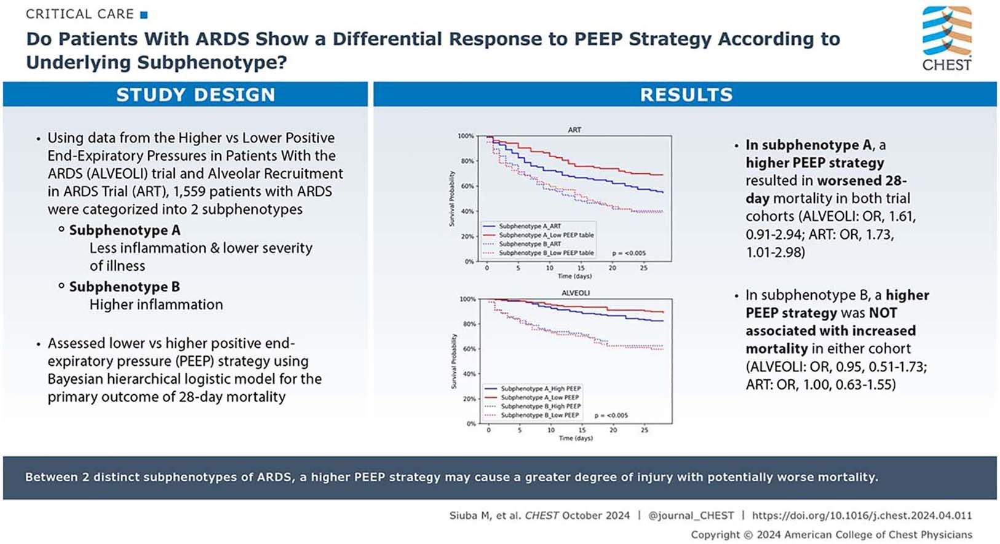 CRITICAL CARE
CHEST
Do Patients With ARDS Show a Differential Response to PEEP Strategy According to
Underlying Subphenotype?
STUDY DESIGN
• Using data from the Higher vs Lower Positive
End-Expiratory Pressures in Patients With the
ARDS (ALVEOLI) trial and Alveolar Recruitment
in ARDS Trial (ART), 1,559 patients with ARDS
were categorized into 2 subphenotypes
Subphenotype A
Less inflammation & lower severity
of illness
Subphenotype B
Higher inflammation
• Assessed lower vs higher positive end-
expiratory pressure (PEEP) strategy using
Bayesian hierarchical logistic model for the
primary outcome of 28-day mortality
RESULTS
ART
Survival Probability
100%
80%
60%
40%
20%
0%
Subphenotype A_ART
Subphenotype A_Low PEEP table
Subphenotype B_ART
Subphenotype B_Low PEEP table
p = <0.005
0 5 10 15 20 25
Time (days)
ALVEOLI
Survival Probability
100%
80%
60%
40%
20%
0%
Subphenotype A_High PEEP
Subphenotype A_Low PEEP
Subphenotype B_High PEEP
Subphenotype B_Low PEEP
p = <0.005
0 5 10 15 20 25
Time (days)
• In subphenotype A, a
higher PEEP strategy
resulted in worsened 28-
day mortality in both trial
cohorts (ALVEOLI: OR, 1.61,
0.91-2.94; ART: OR, 1.73,
1.01-2.98)
• In subphenotype B, a higher
PEEP strategy was NOT
associated with increased
mortality in either cohort
(ALVEOLI: OR, 0.95, 0.51-1.73;
ART: OR, 1.00, 0.63-1.55)
Between 2 distinct subphenotypes of ARDS, a higher PEEP strategy may cause a greater degree of injury with potentially worse mortality.
Siuba M, et al. CHEST October 2024 | @journal_CHEST | https://doi.org/10.1016/j.chest.2024.04.011
Copyright © 2024 American College of Chest Physicians